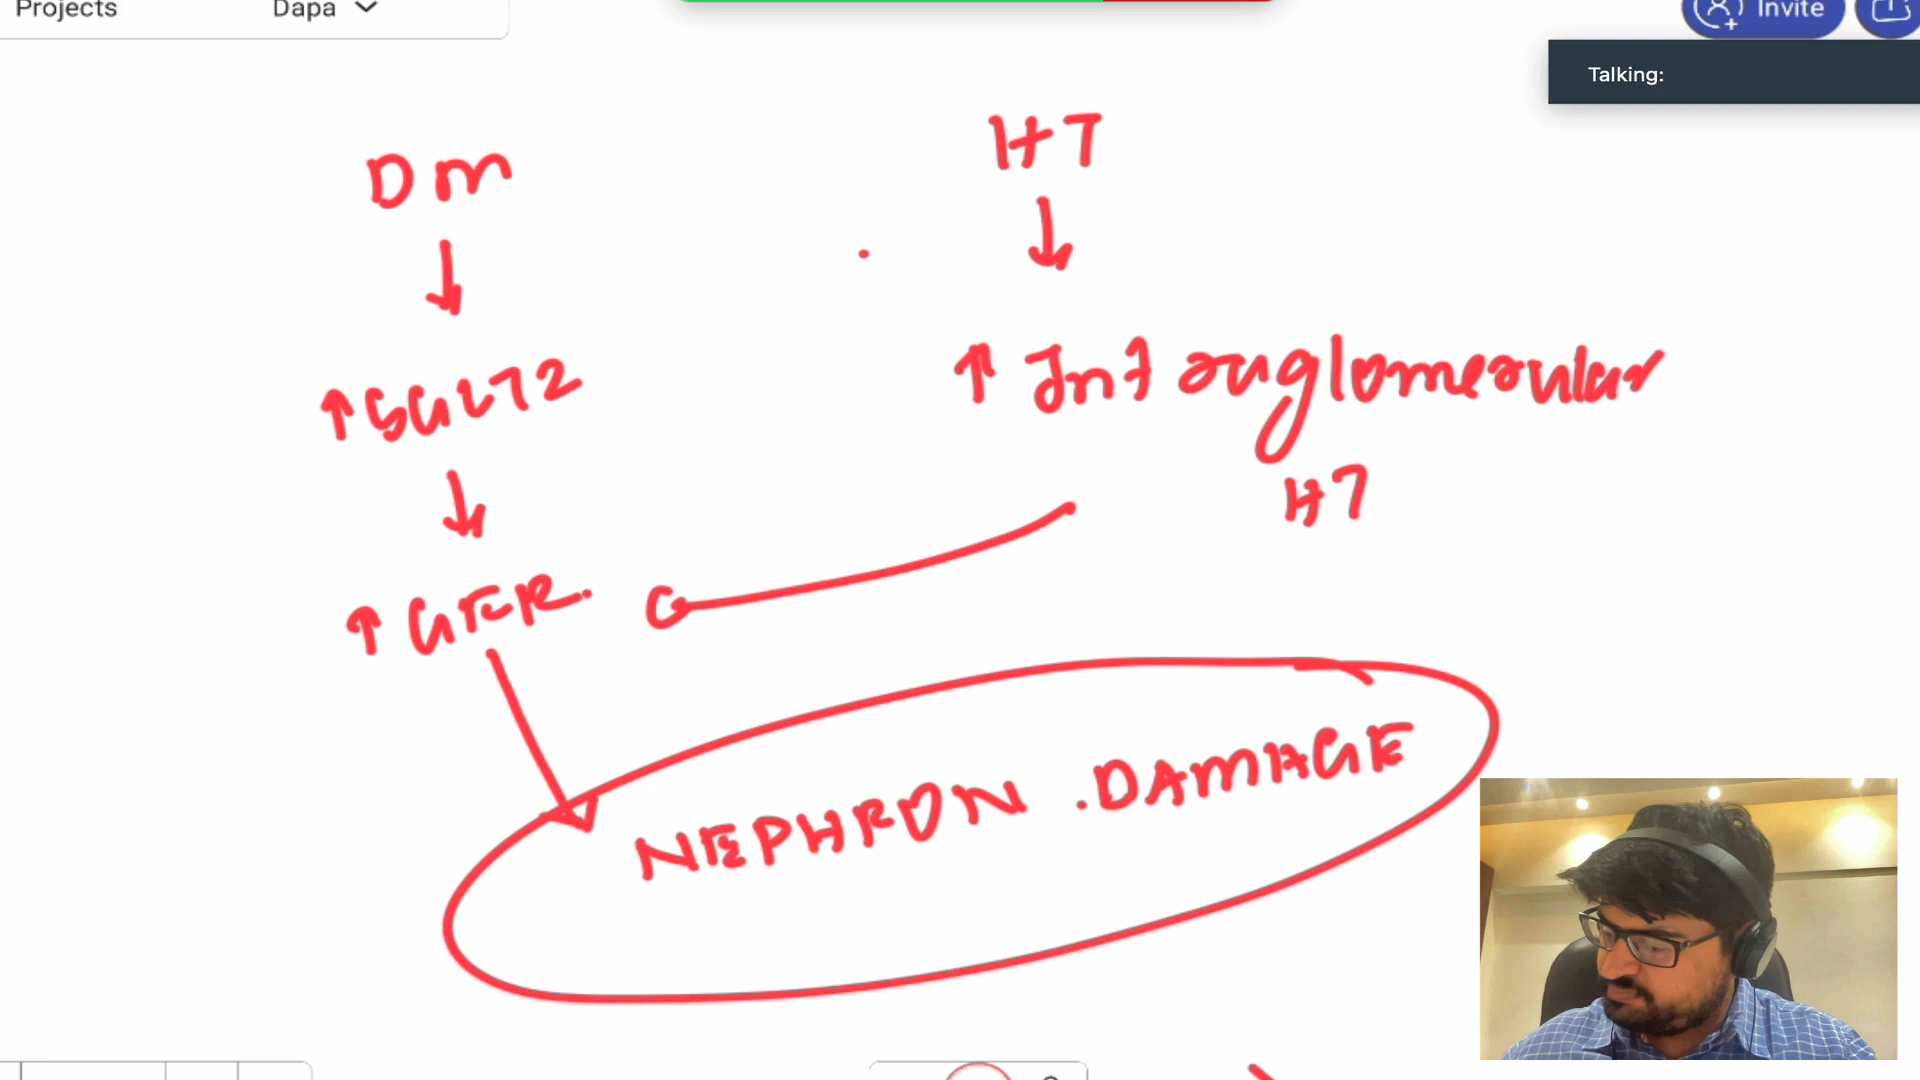 Projects Dapa Invite
Talking:
DM HT
↓ ↓
↑ SGLT2 ↑ Intraglomerular
HT
↓
↑ GFR.
NEPHRON .DAMAGE